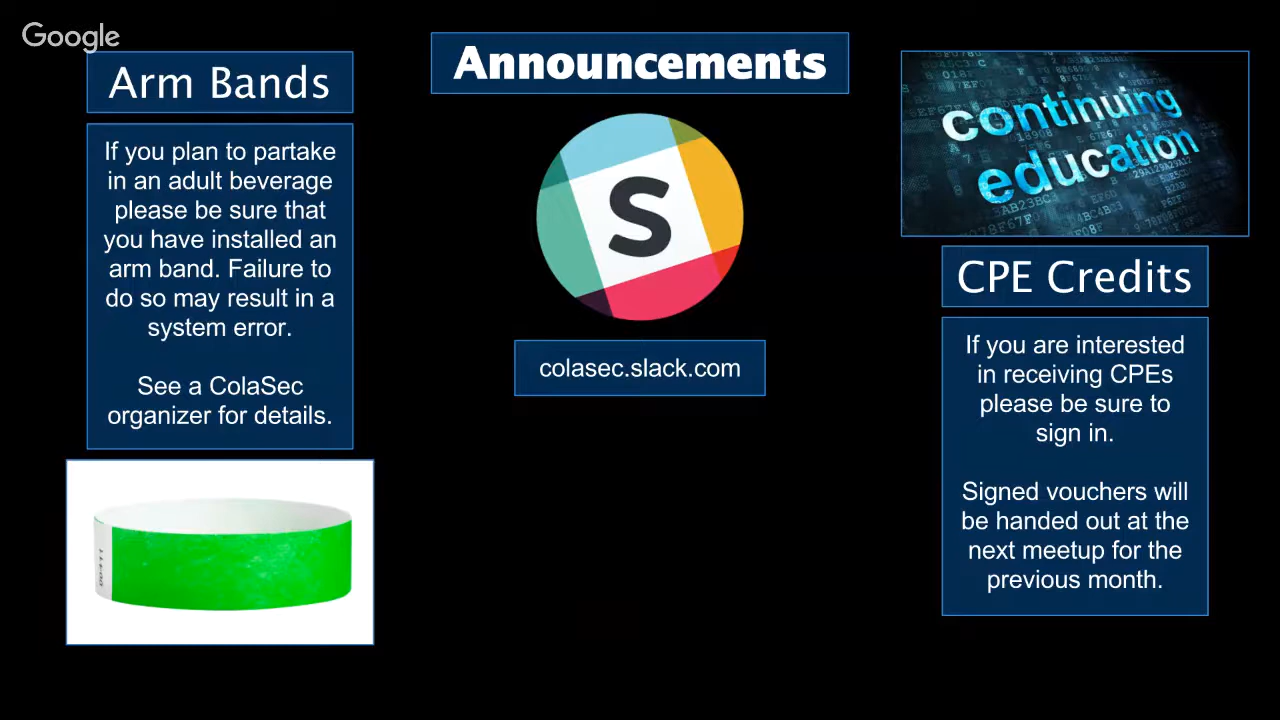 Google
Announcements
Arm Bands
If you plan to partake
in an adult beverage
please be sure that
you have installed an
arm band. Failure to
do so may result in a
system error.
See a ColaSec
organizer for details.
S
colasec.slack.com
continuing
education
CPE Credits
If you are interested
in receiving CPEs
please be sure to
sign in.
Signed vouchers will
be handed out at the
next meetup for the
previous month.